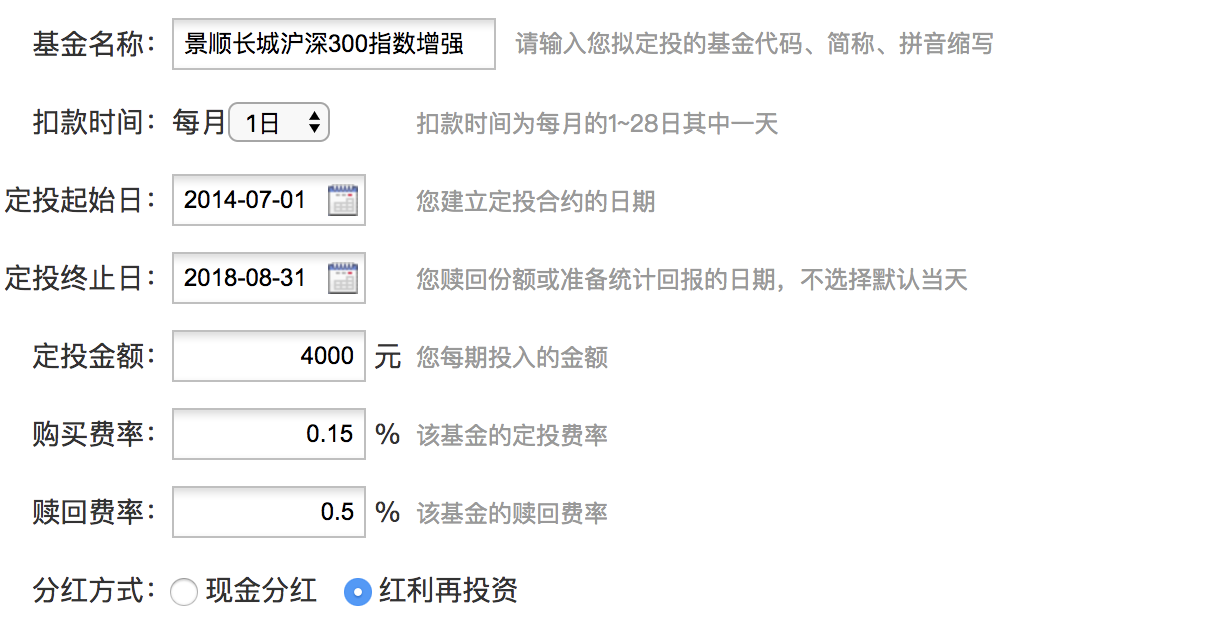 基金名称： 景顺长城沪深300指数增强 请输入您拟定投的基金代码、简称、拼音缩写
扣款时间： 每月 1日 扣款时间为每月的1~28日其中一天
定投起始日： 2014-07-01 您建立定投合约的日期
定投终止日： 2018-08-31 您赎回份额或准备统计回报的日期，不选择默认当天
定投金额： 4000 元 您每期投入的金额
购买费率： 0.15 % 该基金的定投费率
赎回费率： 0.5 % 该基金的赎回费率
分红方式： 现金分红 红利再投资